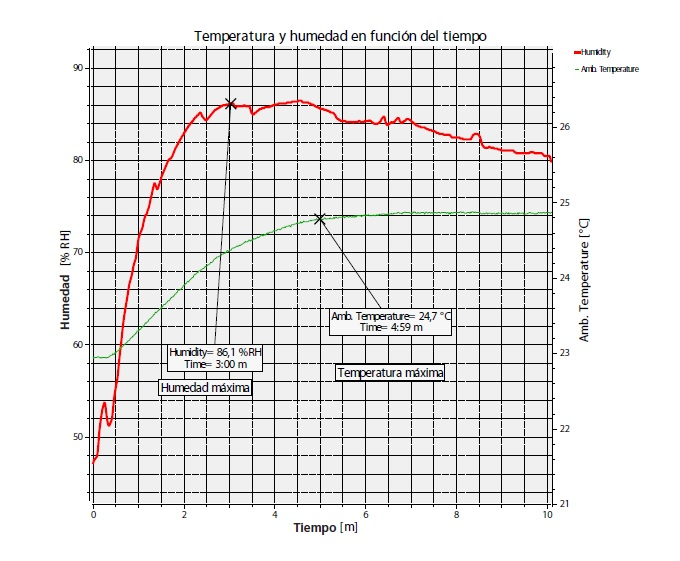 Temperatura y humedad en función del tiempo
Humidity
Amb. Temperature
90
80
70
60
50
Humedad [% RH]
26
25
24
23
22
21
Amb. Temperature [°C]
Amb. Temperature= 24,7 °C
Time= 4:59 m
Humidity= 86,1 %RH
Time= 3:00 m
Temperatura máxima
Humedad máxima
0
2
4
6
8
10
Tiempo [m]